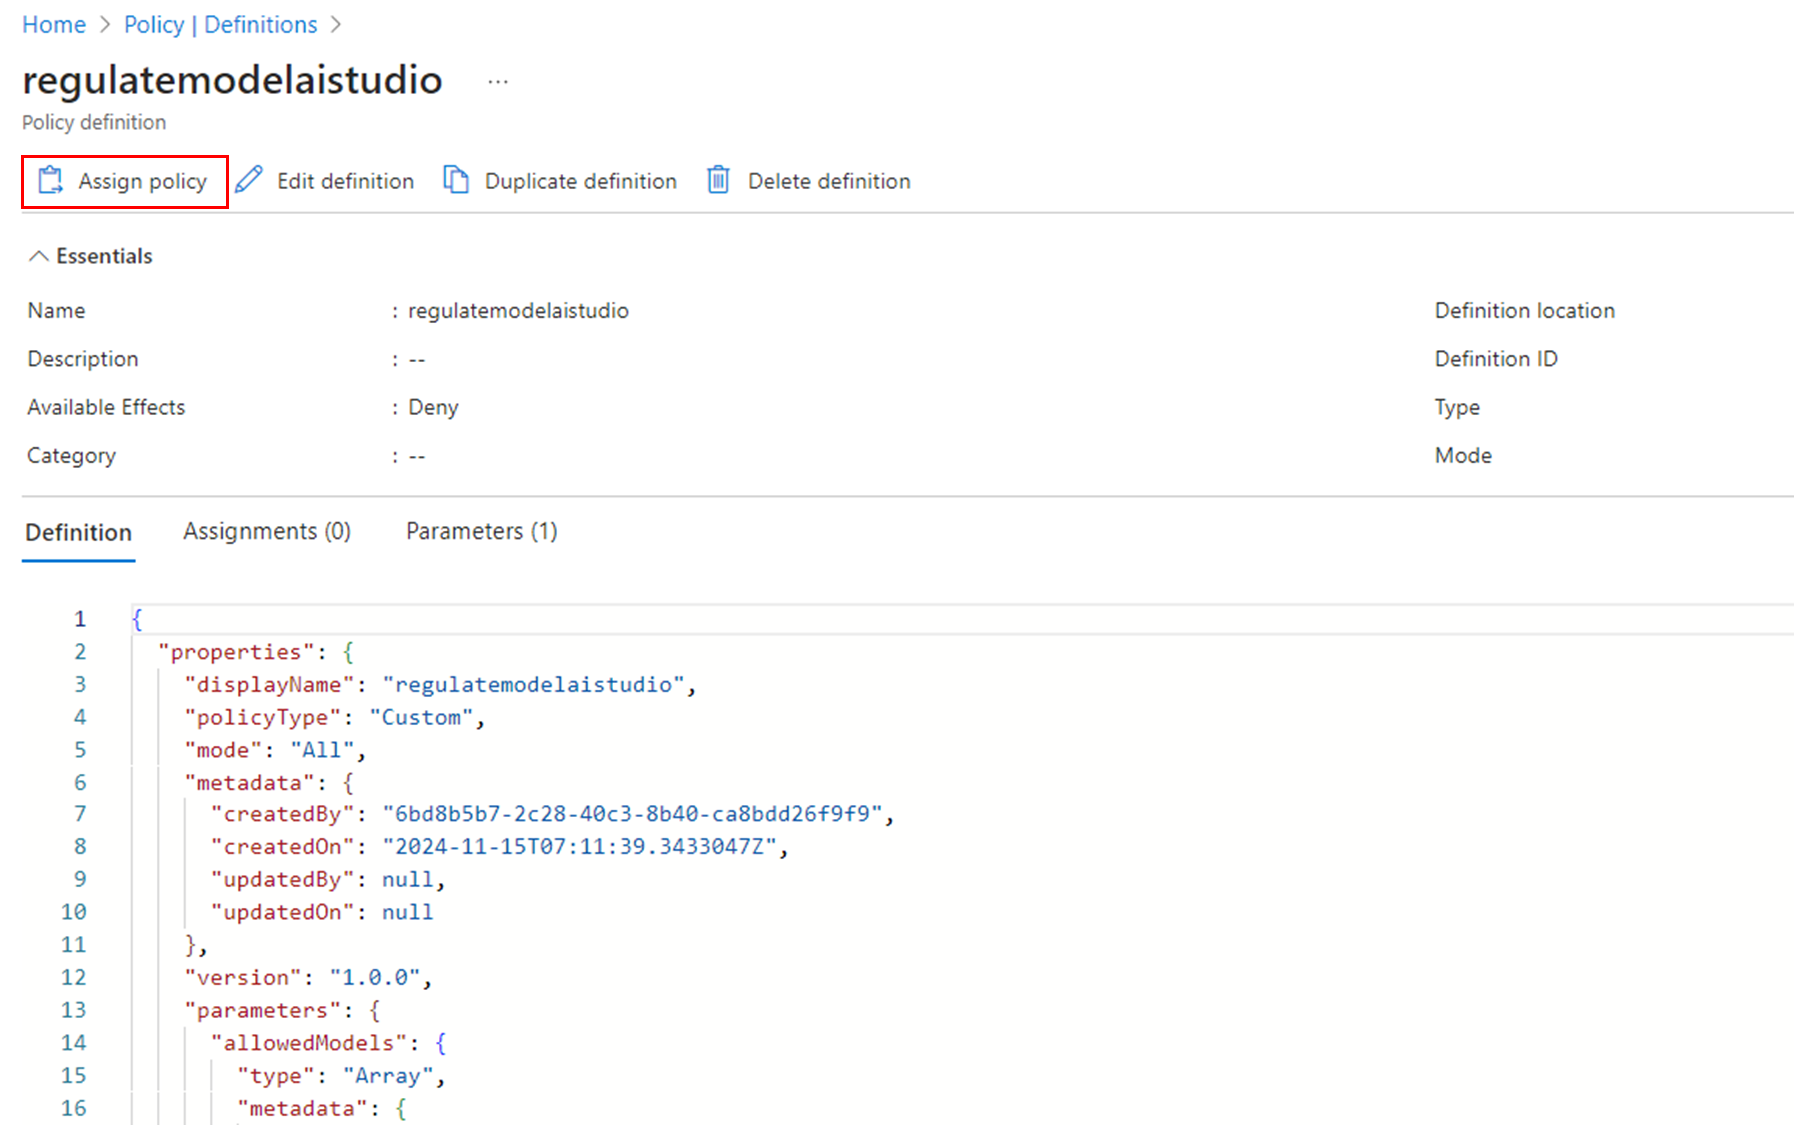 Home > Policy | Definitions >
regulatemodelaistudio ...
Policy definition
Assign policy Edit definition Duplicate definition Delete definition
Essentials
Name : regulatemodelaistudio Definition location
Description : -- Definition ID
Available Effects : Deny Type
Category : -- Mode
Definition Assignments (0) Parameters (1)
1 {
2 "properties": {
3 "displayName": "regulatemodelaistudio",
4 "policyType": "Custom",
5 "mode": "All",
6 "metadata": {
7 "createdBy": "6bd8b5b7-2c28-40c3-8b40-ca8bdd26f9f9",
8 "createdOn": "2024-11-15T07:11:39.3433047Z",
9 "updatedBy": null,
10 "updatedOn": null
11 },
12 "version": "1.0.0",
13 "parameters": {
14 "allowedModels": {
15 "type": "Array",
16 "metadata": {